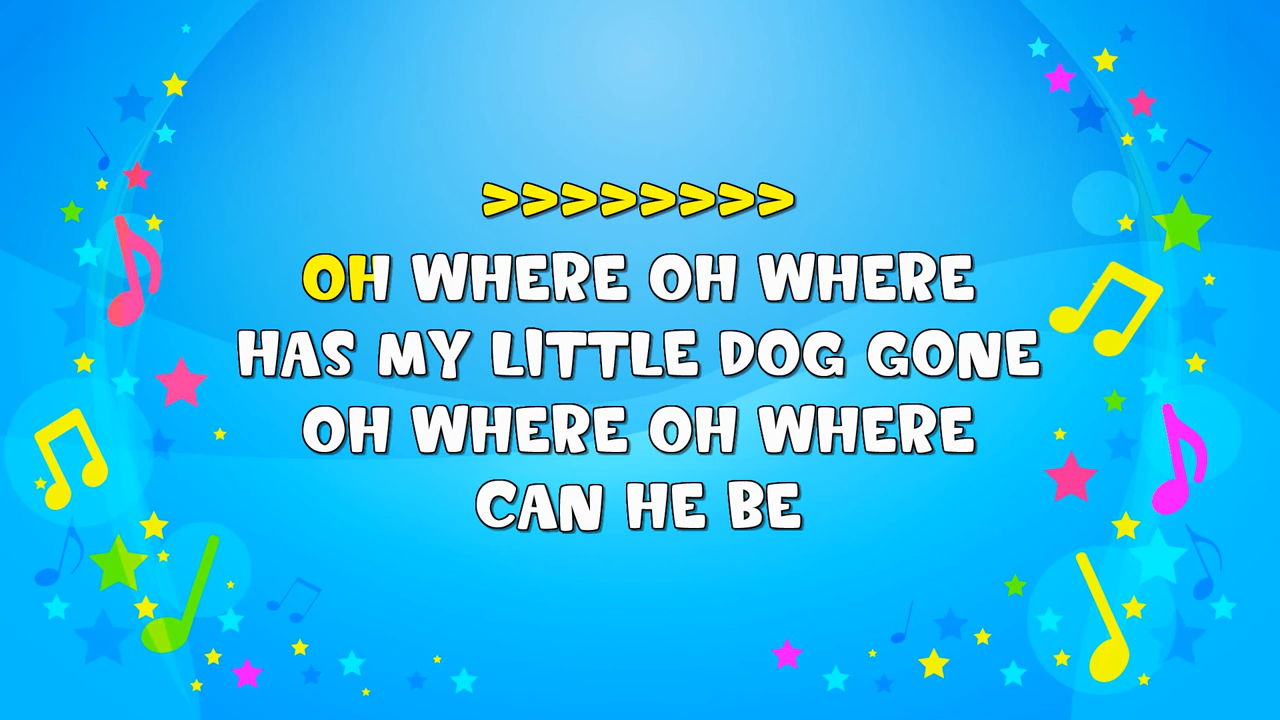 >>>>>>>>
OH WHERE OH WHERE
HAS MY LITTLE DOG GONE
OH WHERE OH WHERE
CAN HE BE